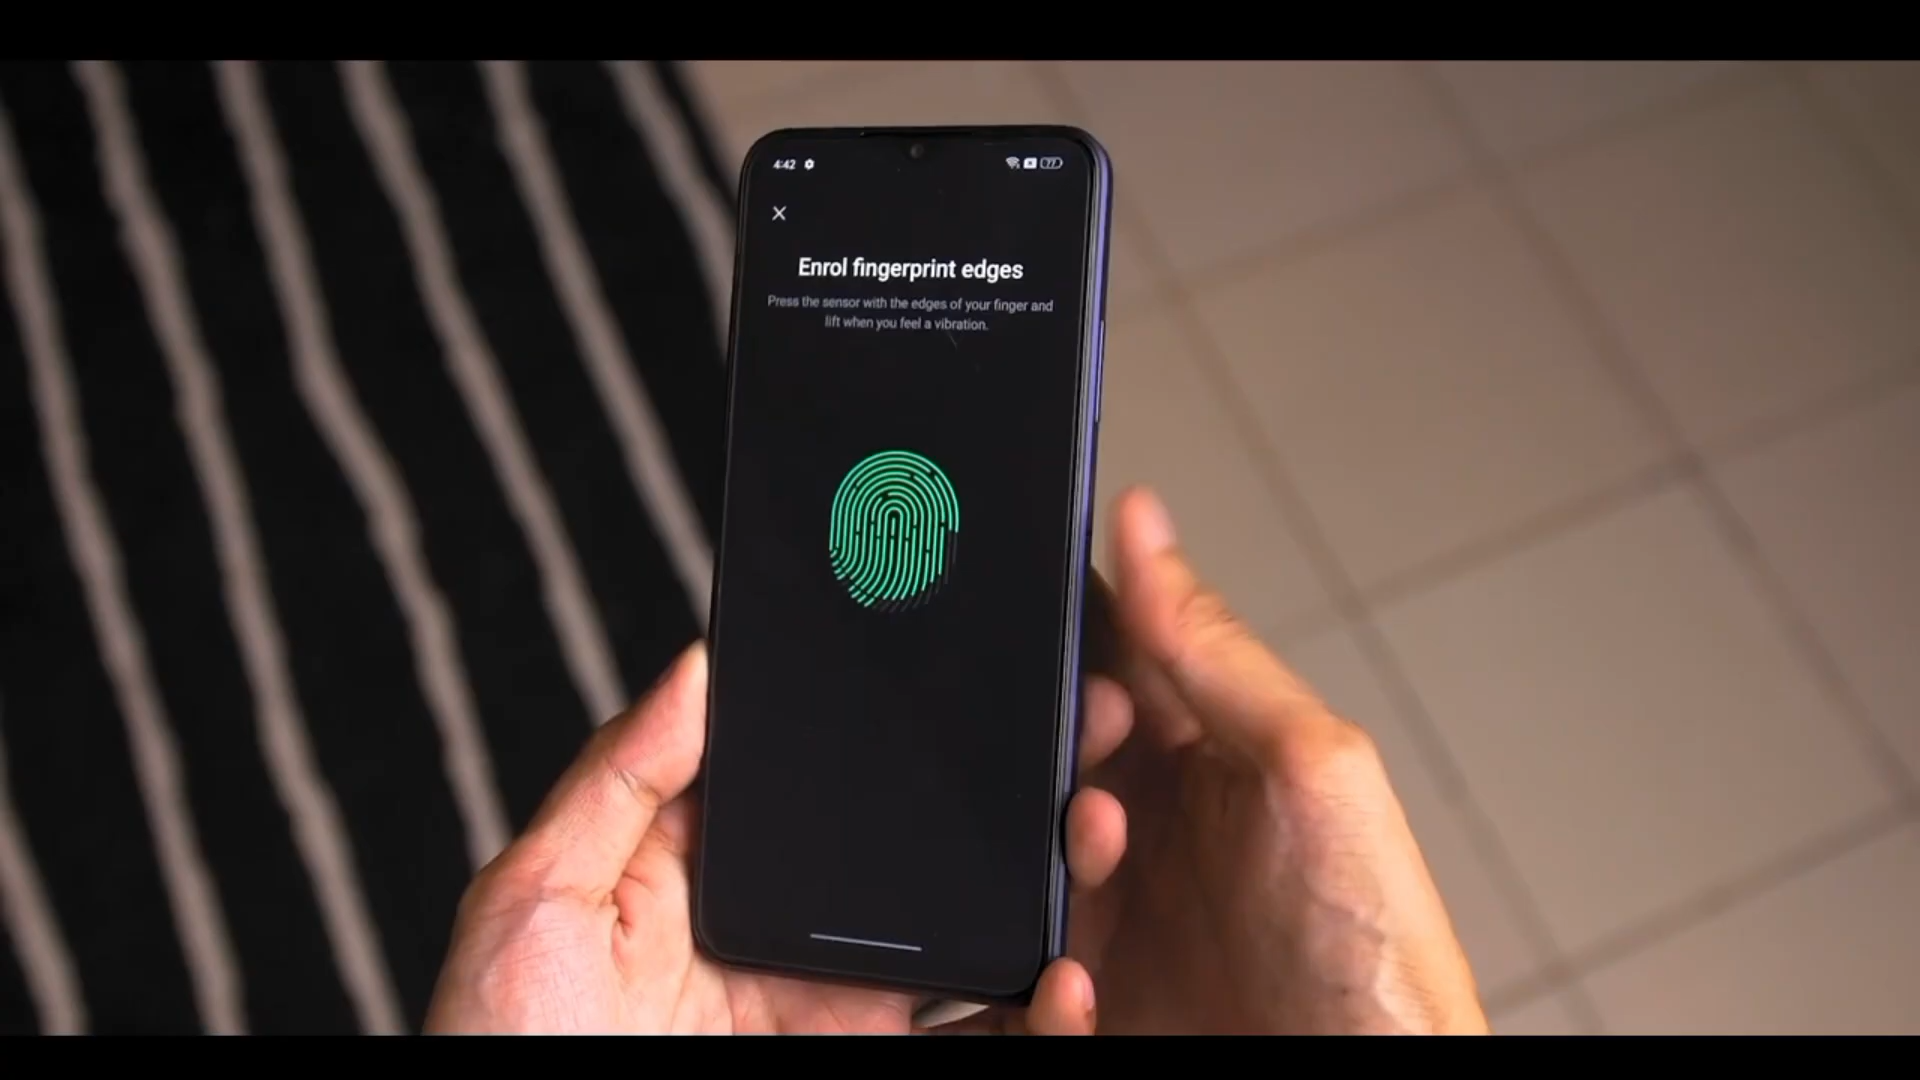 4:42
77
Enrol fingerprint edges
Press the sensor with the edges of your finger and
lift when you feel a vibration.